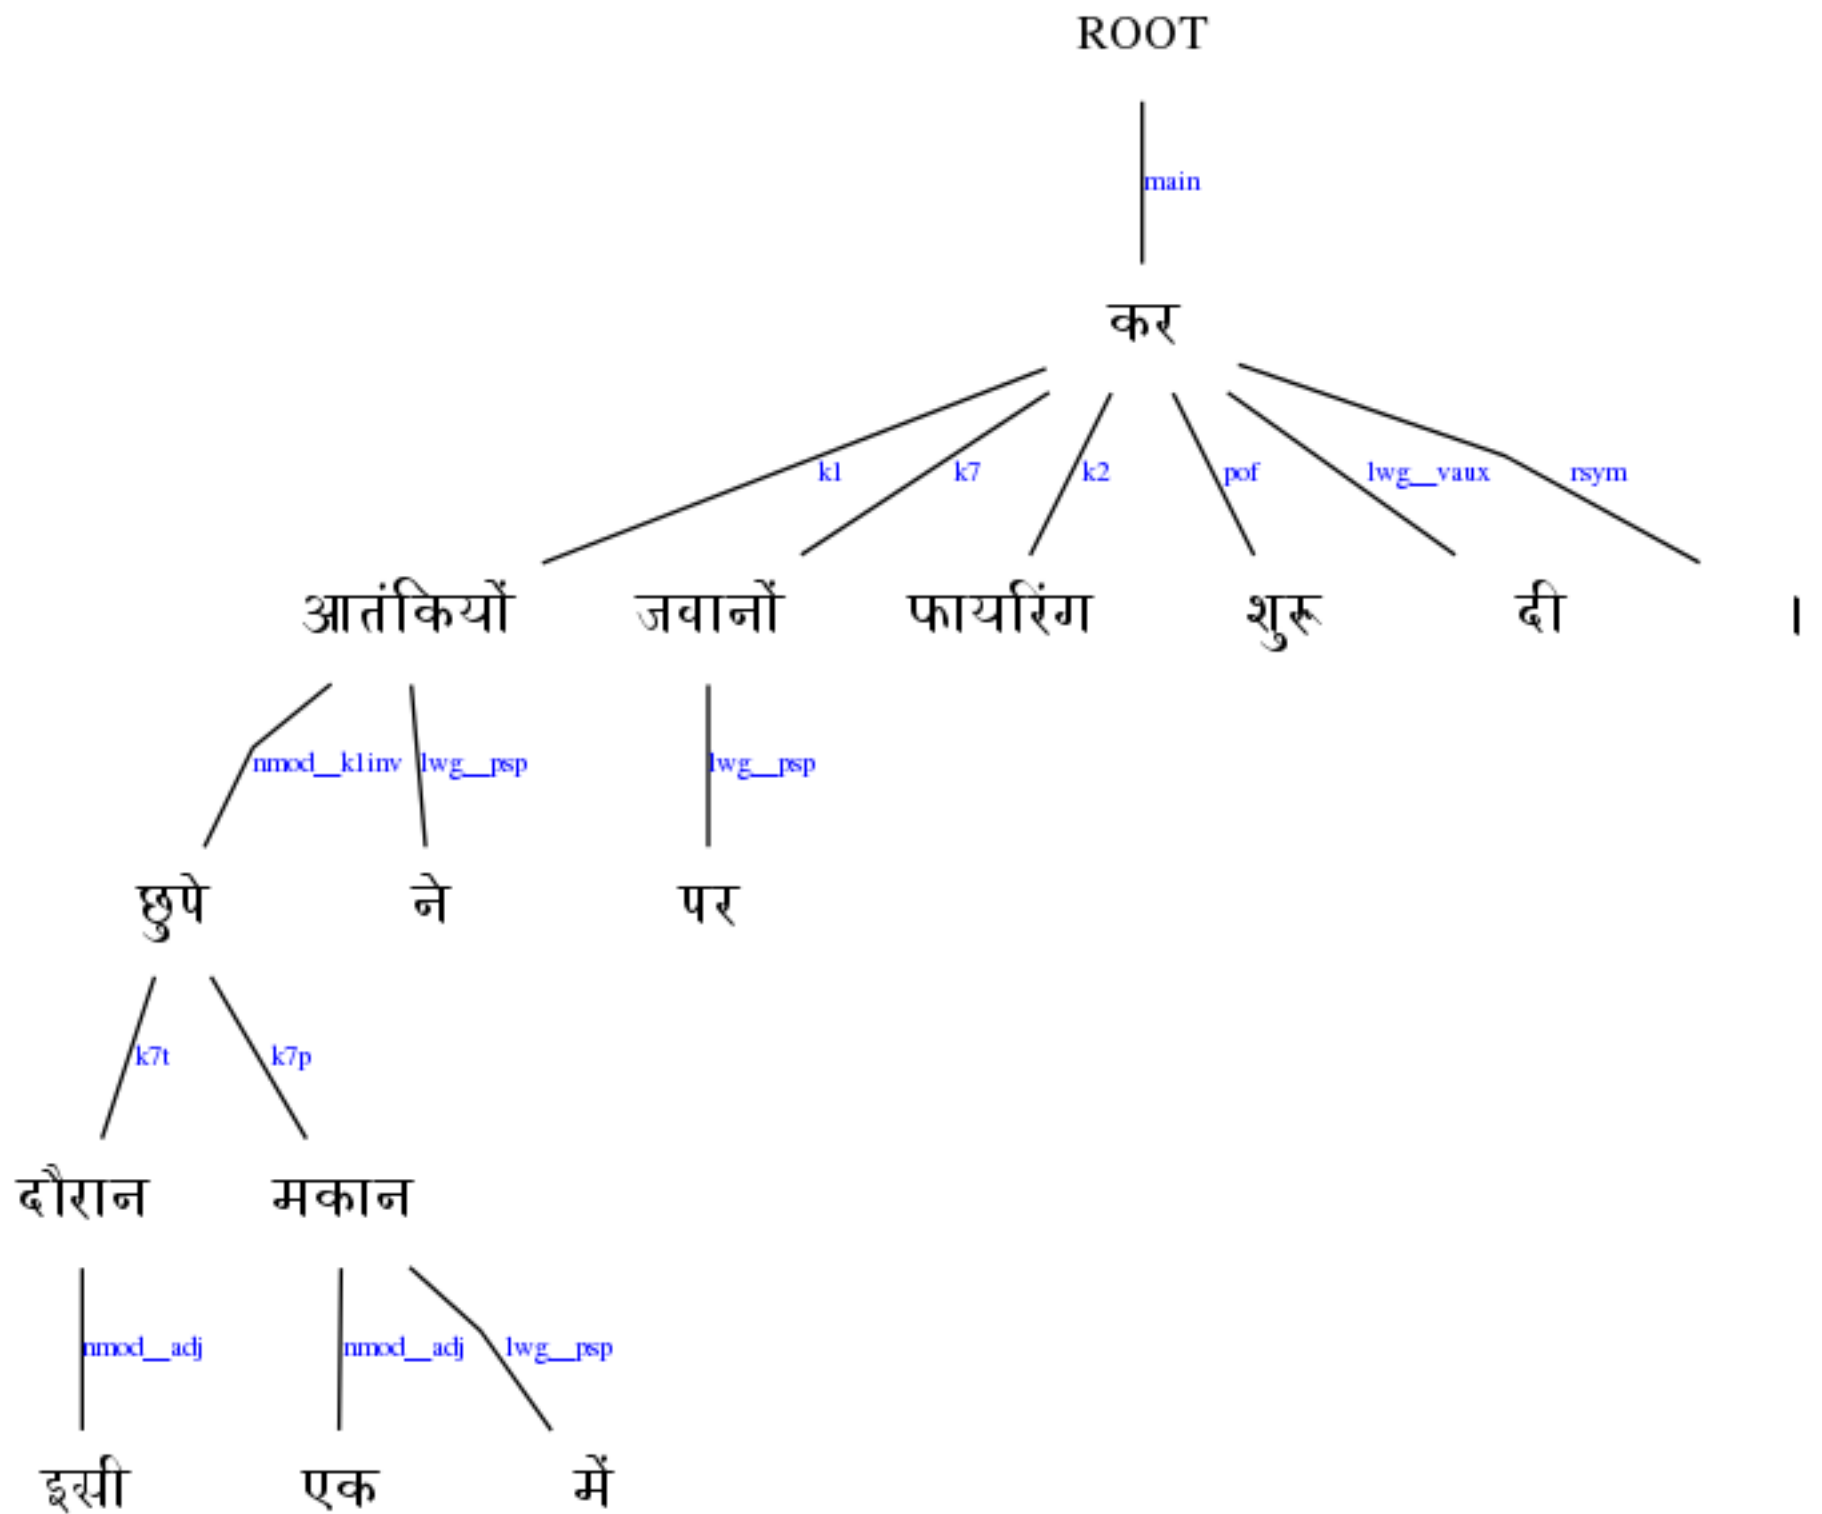 ROOT
main
कर
k1 k7 k2 pof lwg__vaux rsym
आतंकियों जवानों फायरिंग शुरू दी ।
nmod__k1inv lwg__psp lwg__psp
छुपे ने पर
k7t k7p
दौरान मकान
nmod__adj nmod__adj lwg__psp
इसी एक में